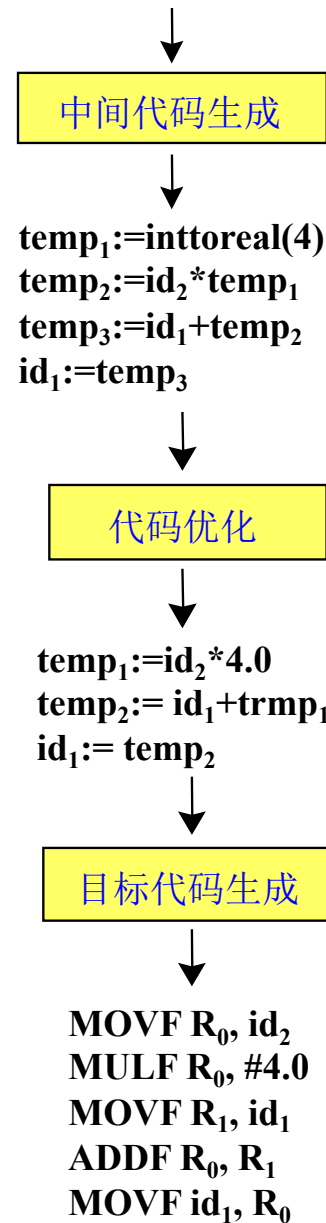 中间代码生成
temp₁:=inttoreal(4)
temp₂:=id₂*temp₁
temp₃:=id₁+temp₂
id₁:=temp₃
代码优化
temp₁:=id₂*4.0
temp₂:= id₁+trmp₁
id₁:= temp₂
目标代码生成
MOVF R₀, id₂
MULF R₀, #4.0
MOVF R₁, id₁
ADDF R₀, R₁
MOVF id₁, R₀